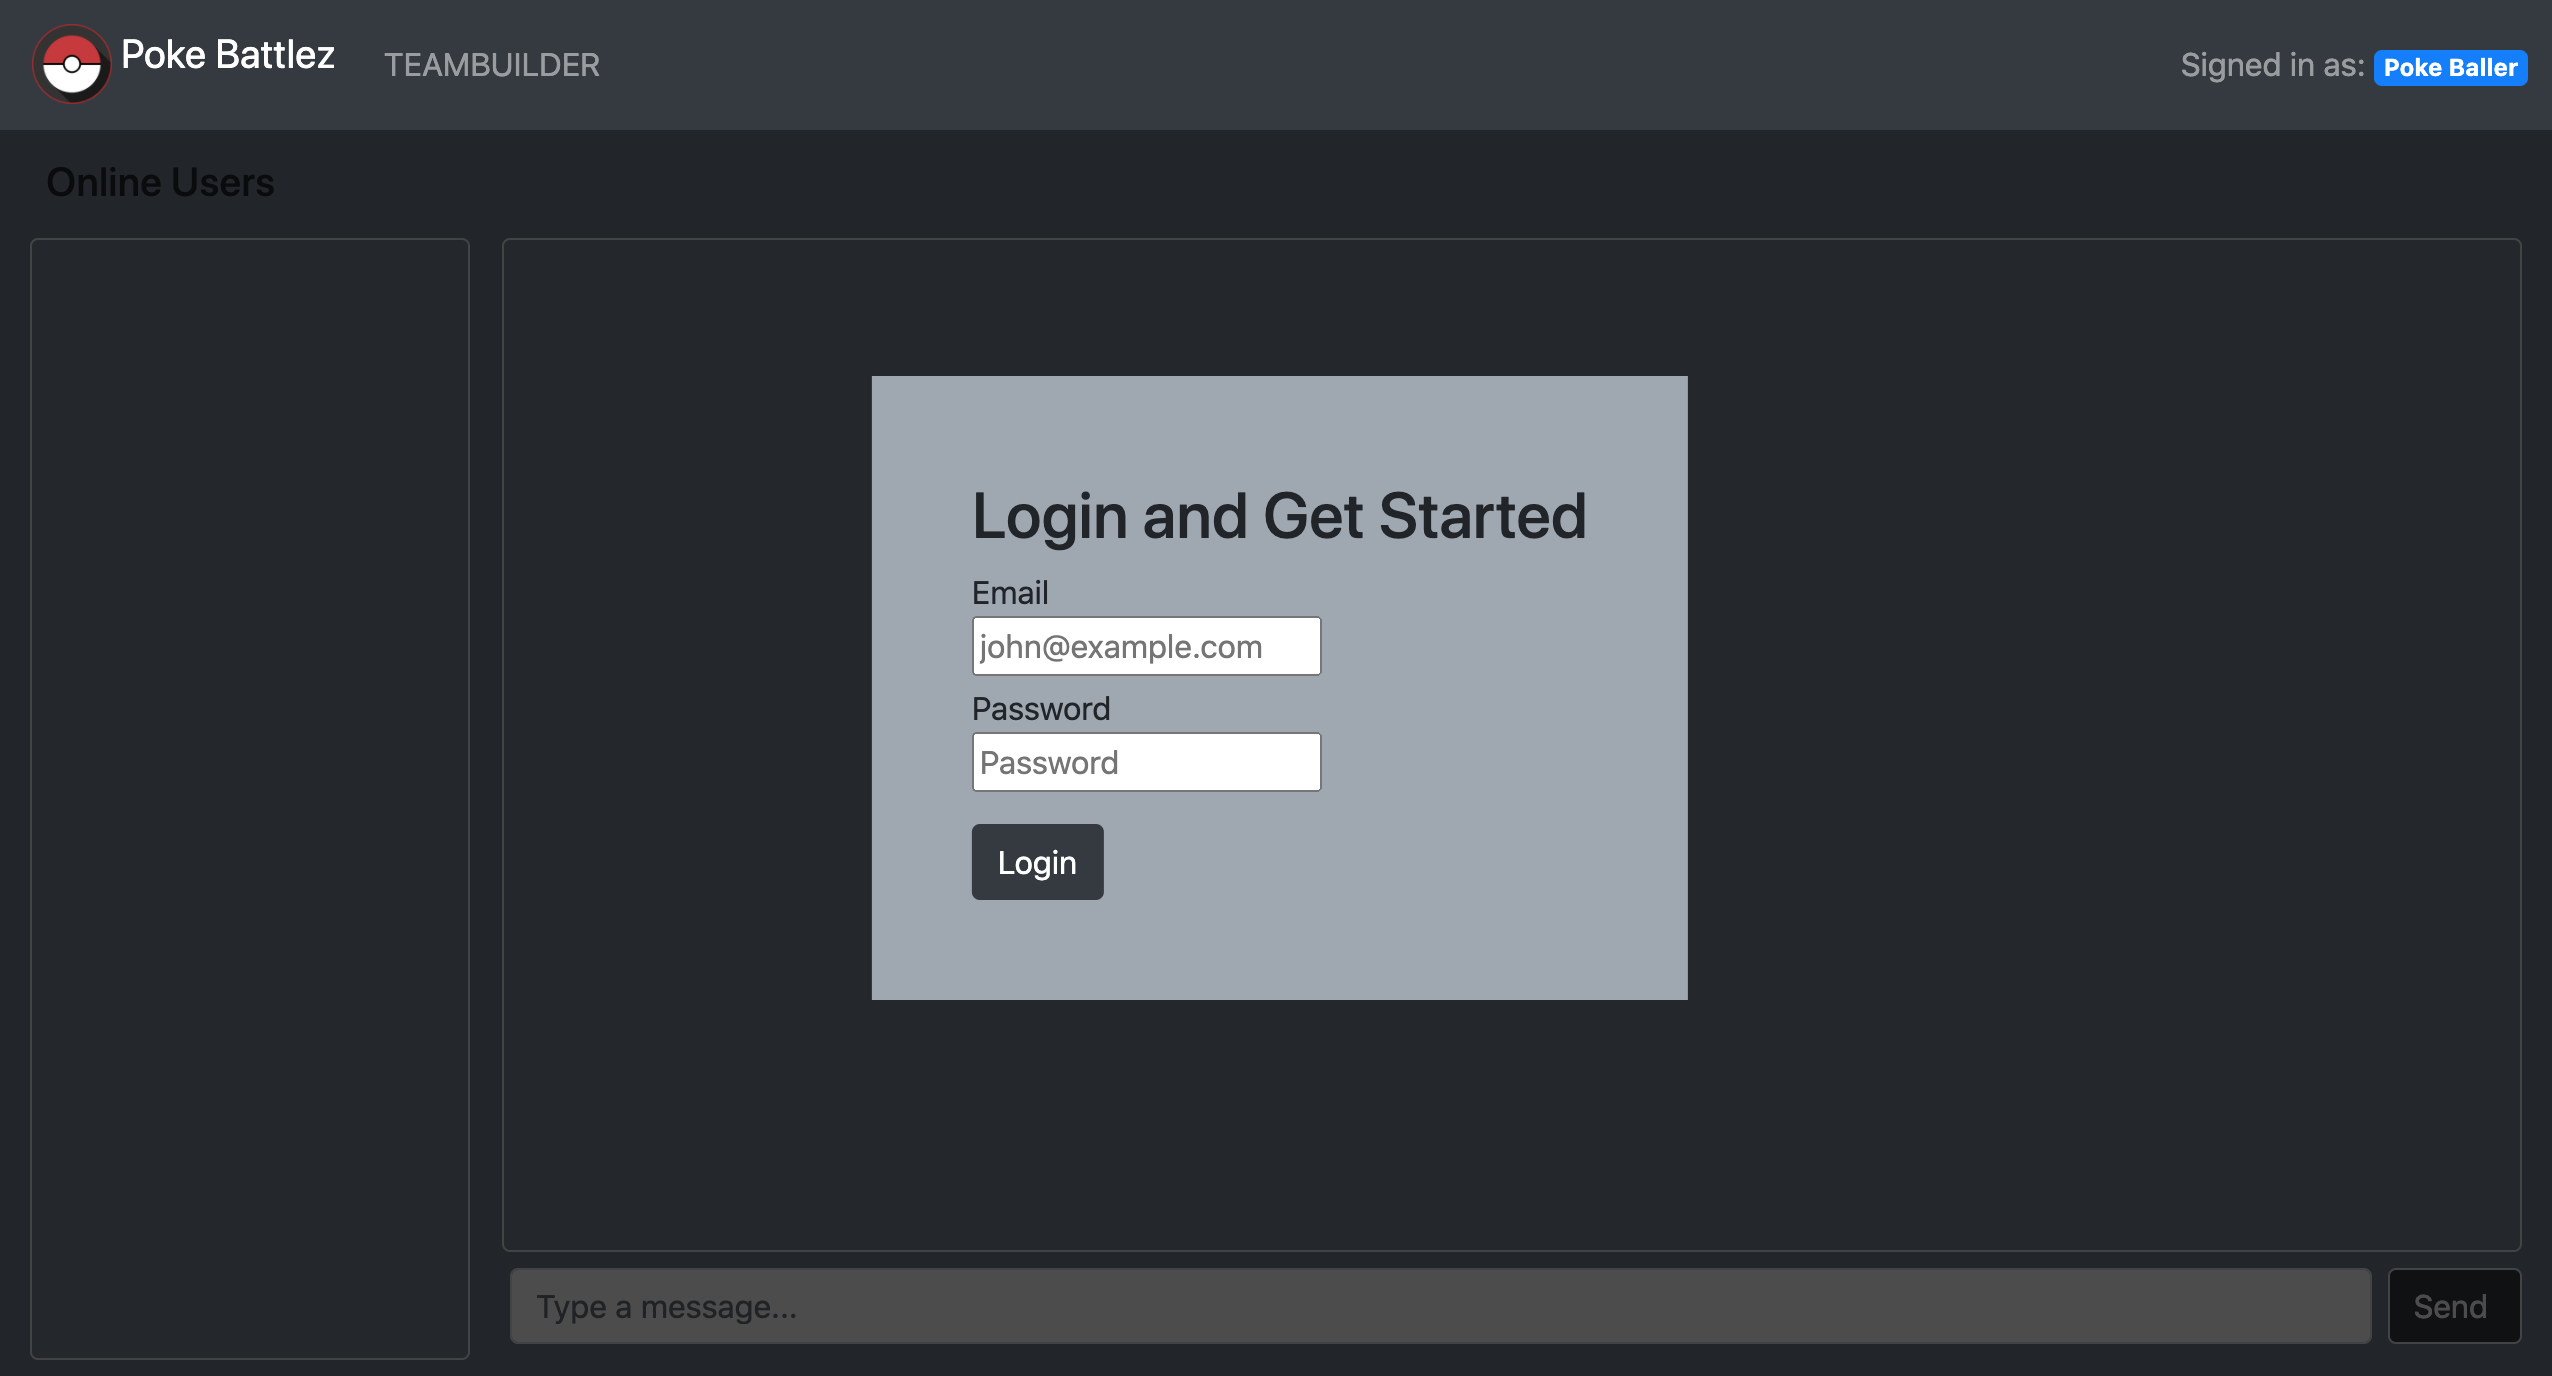 Poke Battlez
TEAMBUILDER
Signed in as: Poke Baller
Online Users
Login and Get Started
Email
john@example.com
Password
Password
Login
Type a message...
Send